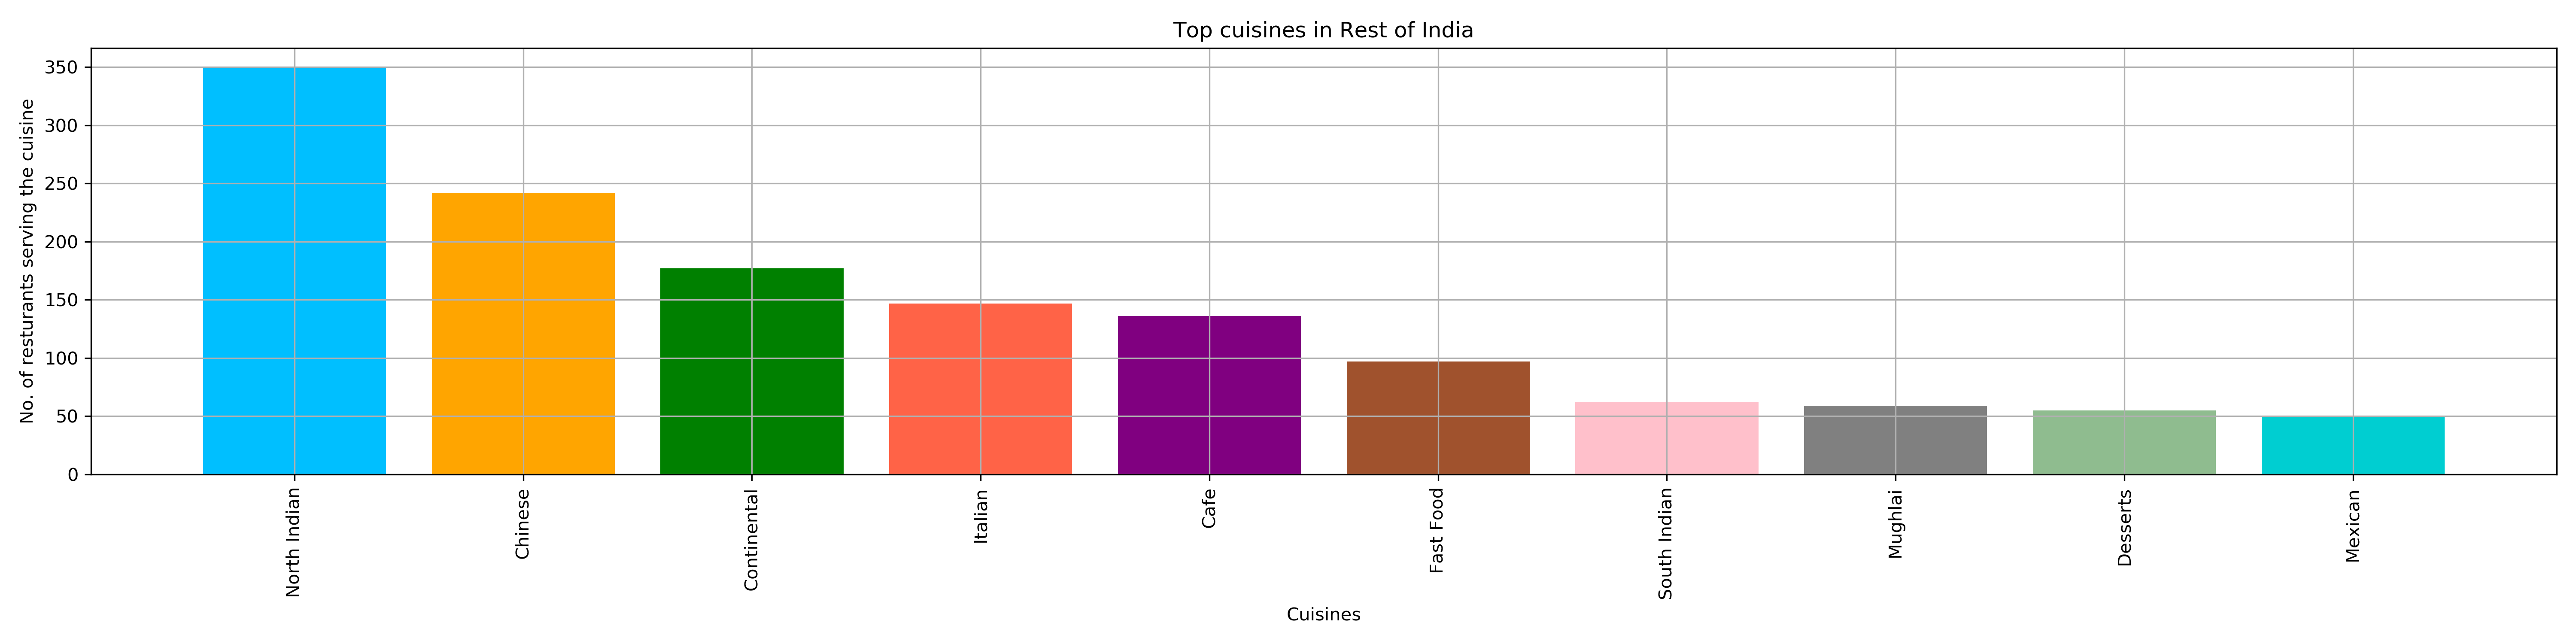 Top cuisines in Rest of India
No. of resturants serving the cuisine
350
300
250
200
150
100
50
0
North Indian
Chinese
Continental
Italian
Cafe
Fast Food
South Indian
Mughlai
Desserts
Mexican
Cuisines